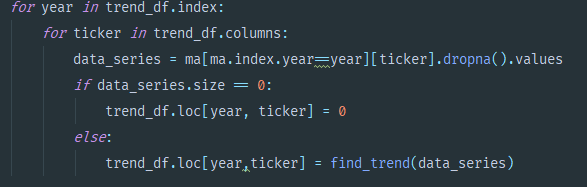 for year in trend_df.index:
    for ticker in trend_df.columns:
        data_series = ma[ma.index.year==year][ticker].dropna().values
        if data_series.size == 0:
            trend_df.loc[year, ticker] = 0
        else:
            trend_df.loc[year,ticker] = find_trend(data_series)